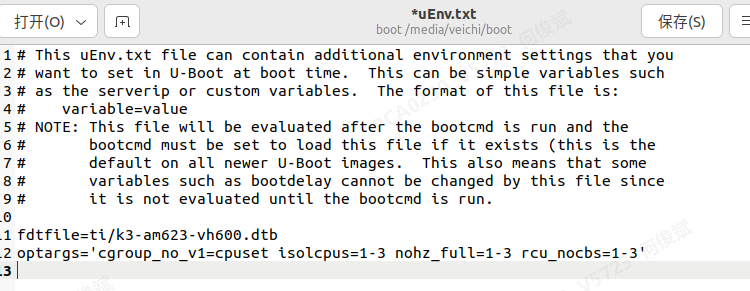 打开(O)
*uEnv.txt
boot /media/veichi/boot
保存(S)
1 # This uEnv.txt file can contain additional environment settings that you
2 # want to set in U-Boot at boot time.  This can be simple variables such
3 # as the serverip or custom variables.  The format of this file is:
4 #    variable=value
5 # NOTE: This file will be evaluated after the bootcmd is run and the
6 #       bootcmd must be set to load this file if it exists (this is the
7 #       default on all newer U-Boot images.  This also means that some
8 #       variables such as bootdelay cannot be changed by this file since
9 #       it is not evaluated until the bootcmd is run.
10
11 fdtfile=ti/k3-am623-vh600.dtb
12 optargs='cgroup_no_v1=cpuset isolcpus=1-3 nohz_full=1-3 rcu_nocbs=1-3'
13